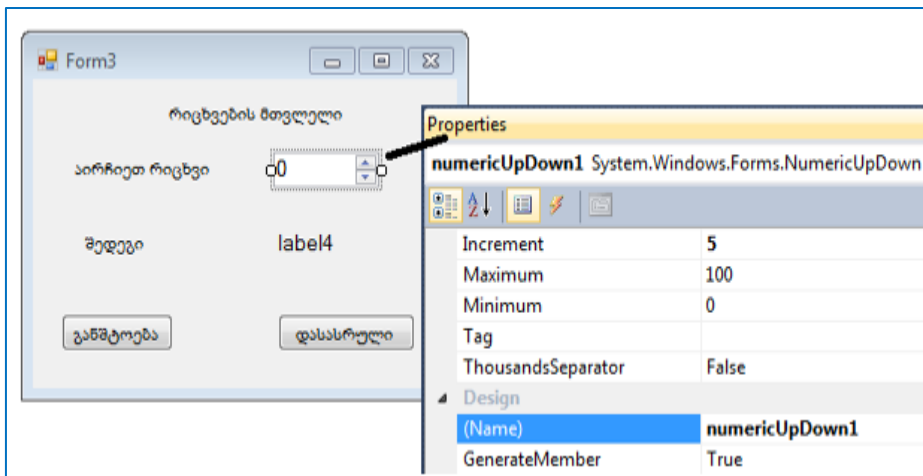 Form3
რიცხვების მთვლელი
აირჩიეთ რიცხვი 0
შედეგი label4
განშტოება დასასრული
Properties
numericUpDown1 System.Windows.Forms.NumericUpDown
Increment 5
Maximum 100
Minimum 0
Tag
ThousandsSeparator False
Design
(Name) numericUpDown1
GenerateMember True